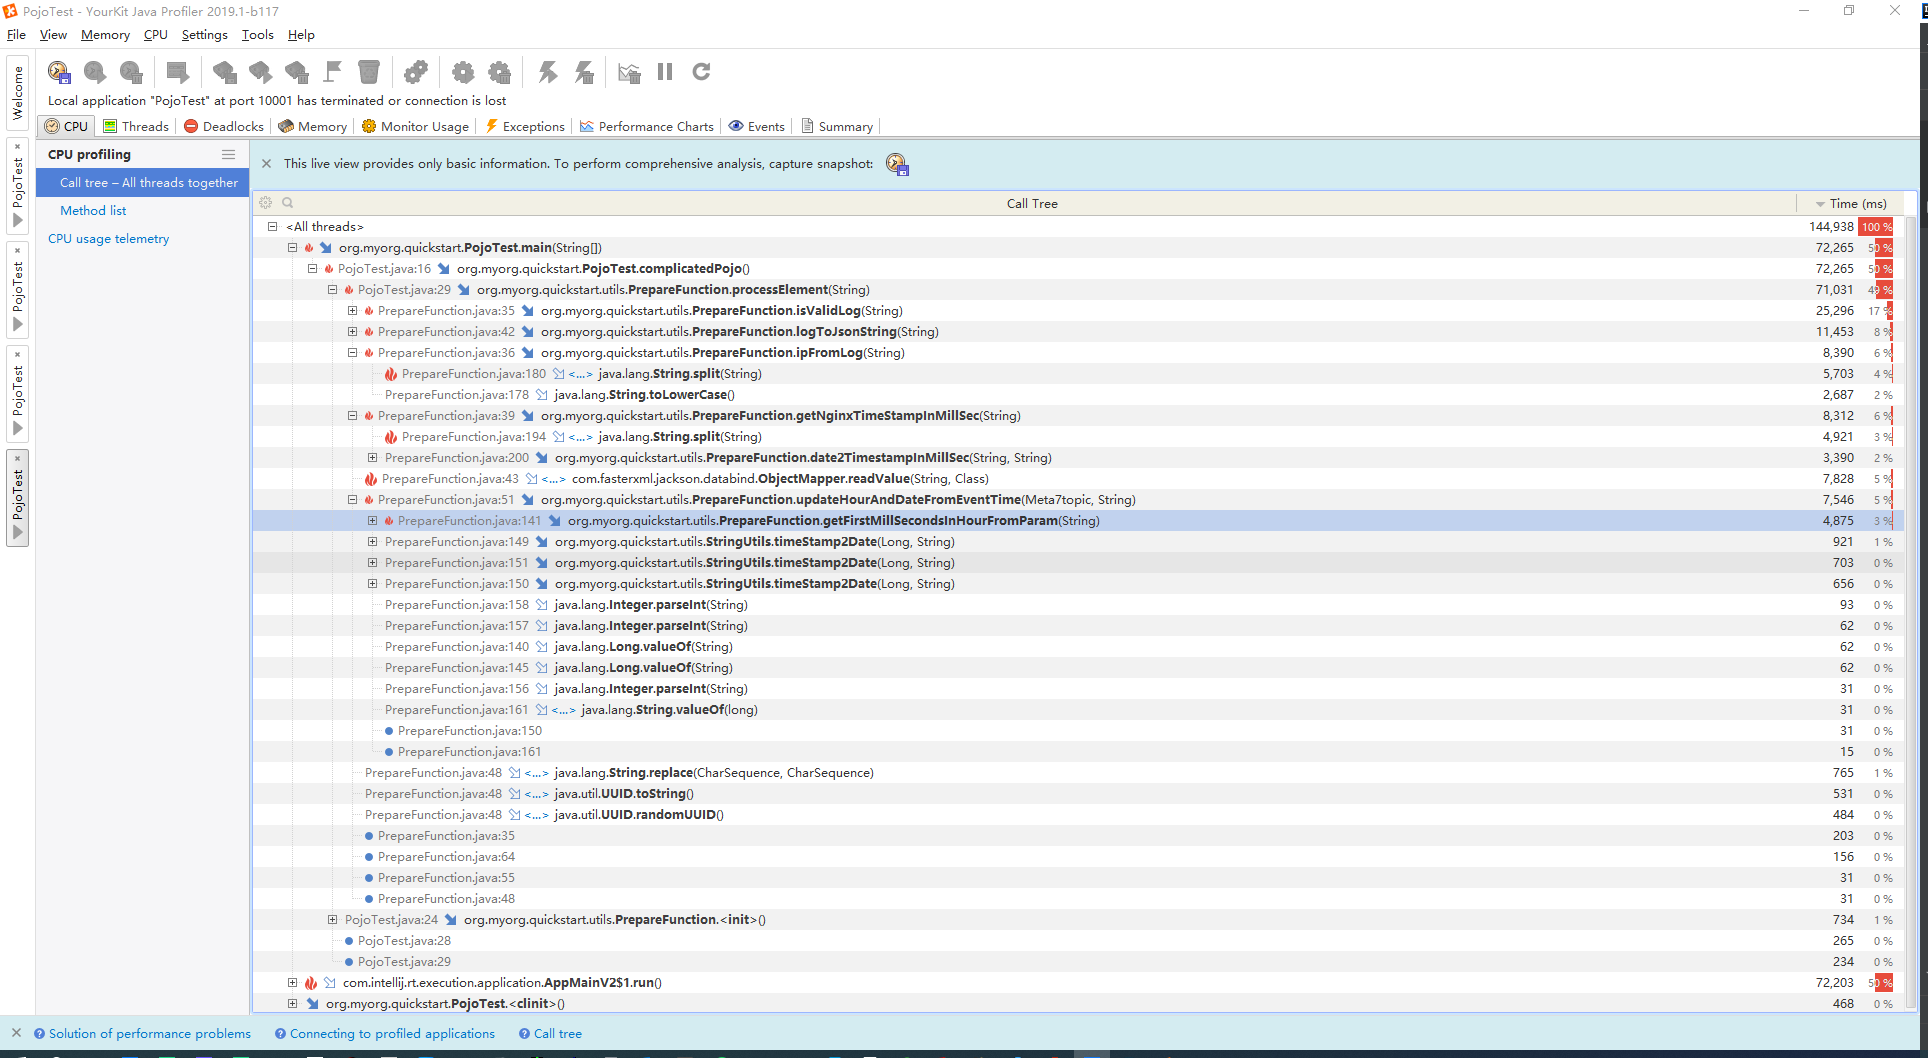 PojoTest - YourKit Java Profiler 2019.1-b117
File View Memory CPU Settings Tools Help
Local application "PojoTest" at port 10001 has terminated or connection is lost
Welcome
PojoTest
PojoTest
PojoTest
PojoTest
CPU Threads Deadlocks Memory Monitor Usage Exceptions Performance Charts Events Summary
CPU profiling
Call tree – All threads together
Method list
CPU usage telemetry
This live view provides only basic information. To perform comprehensive analysis, capture snapshot:
Call Tree Time (ms)
<All threads> 144,938 100 %
org.myorg.quickstart.PojoTest.main(String[]) 72,265 50 %
PojoTest.java:16 org.myorg.quickstart.PojoTest.complicatedPojo() 72,265 50 %
PojoTest.java:29 org.myorg.quickstart.utils.PrepareFunction.processElement(String) 71,031 49 %
PrepareFunction.java:35 org.myorg.quickstart.utils.PrepareFunction.isValidLog(String) 25,296 17 %
PrepareFunction.java:42 org.myorg.quickstart.utils.PrepareFunction.logToJsonString(String) 11,453 8 %
PrepareFunction.java:36 org.myorg.quickstart.utils.PrepareFunction.ipFromLog(String) 8,390 6 %
PrepareFunction.java:180 <...> java.lang.String.split(String) 5,703 4 %
PrepareFunction.java:178 java.lang.String.toLowerCase() 2,687 2 %
PrepareFunction.java:39 org.myorg.quickstart.utils.PrepareFunction.getNginxTimeStampInMillSec(String) 8,312 6 %
PrepareFunction.java:194 <...> java.lang.String.split(String) 4,921 3 %
PrepareFunction.java:200 org.myorg.quickstart.utils.PrepareFunction.date2TimestampInMillSec(String, String) 3,390 2 %
PrepareFunction.java:43 <...> com.fasterxml.jackson.databind.ObjectMapper.readValue(String, Class) 7,828 5 %
PrepareFunction.java:51 org.myorg.quickstart.utils.PrepareFunction.updateHourAndDateFromEventTime(Meta7topic, String) 7,546 5 %
PrepareFunction.java:141 org.myorg.quickstart.utils.PrepareFunction.getFirstMillSecondsInHourFromParam(String) 4,875 3 %
PrepareFunction.java:149 org.myorg.quickstart.utils.StringUtils.timeStamp2Date(Long, String) 921 1 %
PrepareFunction.java:151 org.myorg.quickstart.utils.StringUtils.timeStamp2Date(Long, String) 703 0 %
PrepareFunction.java:150 org.myorg.quickstart.utils.StringUtils.timeStamp2Date(Long, String) 656 0 %
PrepareFunction.java:158 java.lang.Integer.parseInt(String) 93 0 %
PrepareFunction.java:157 java.lang.Integer.parseInt(String) 62 0 %
PrepareFunction.java:140 java.lang.Long.valueOf(String) 62 0 %
PrepareFunction.java:145 java.lang.Long.valueOf(String) 62 0 %
PrepareFunction.java:156 java.lang.Integer.parseInt(String) 31 0 %
PrepareFunction.java:161 <...> java.lang.String.valueOf(long) 31 0 %
PrepareFunction.java:150 31 0 %
PrepareFunction.java:161 15 0 %
PrepareFunction.java:48 <...> java.lang.String.replace(CharSequence, CharSequence) 765 1 %
PrepareFunction.java:48 <...> java.util.UUID.toString() 531 0 %
PrepareFunction.java:48 <...> java.util.UUID.randomUUID() 484 0 %
PrepareFunction.java:35 203 0 %
PrepareFunction.java:64 156 0 %
PrepareFunction.java:55 31 0 %
PrepareFunction.java:48 31 0 %
PojoTest.java:24 org.myorg.quickstart.utils.PrepareFunction.<init>() 734 1 %
PojoTest.java:28 265 0 %
PojoTest.java:29 234 0 %
com.intellij.rt.execution.application.AppMainV2$1.run() 72,203 50 %
org.myorg.quickstart.PojoTest.<clinit>() 468 0 %
Solution of performance problems Connecting to profiled applications Call tree